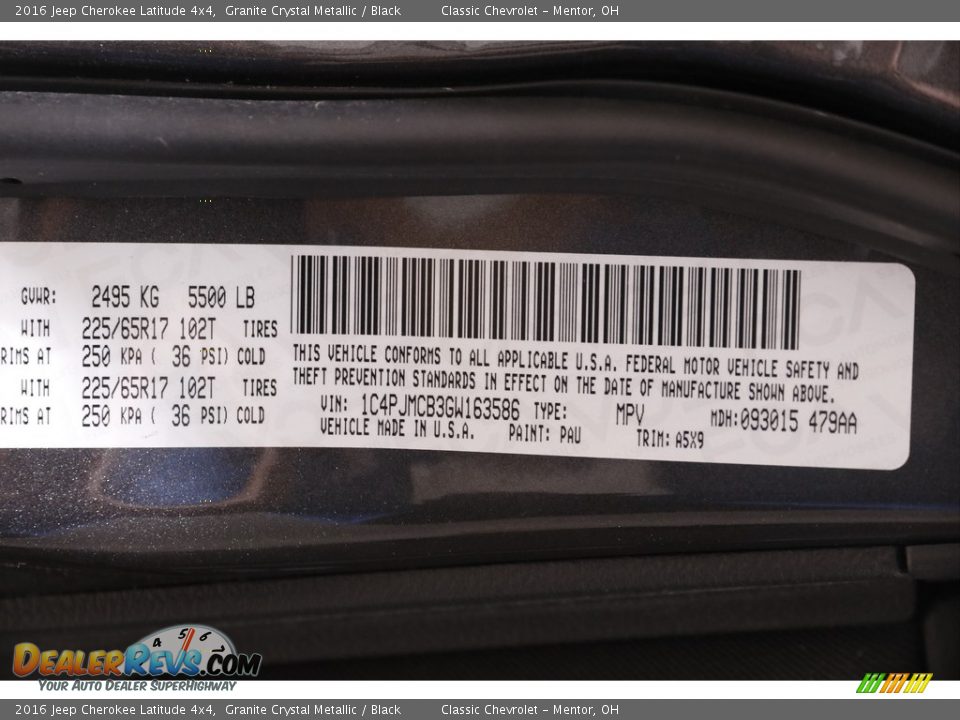 2016 Jeep Cherokee Latitude 4x4, Granite Crystal Metallic / Black Classic Chevrolet – Mentor, OH
GVWR: 2495 KG 5500 LB
WITH 225/65R17 102T TIRES
RIMS AT 250 KPA ( 36 PSI) COLD
WITH 225/65R17 102T TIRES
RIMS AT 250 KPA ( 36 PSI) COLD
THIS VEHICLE CONFORMS TO ALL APPLICABLE U.S.A. FEDERAL MOTOR VEHICLE SAFETY AND
THEFT PREVENTION STANDARDS IN EFFECT ON THE DATE OF MANUFACTURE SHOWN ABOVE.
VIN: 1C4PJMCB3GW163586 TYPE: MPV MDH:093015 479AA
VEHICLE MADE IN U.S.A. PAINT: PAU TRIM: A5X9
4 5 6
DEALERREVS.COM
YOUR AUTO DEALER SUPERHIGHWAY
2016 Jeep Cherokee Latitude 4x4, Granite Crystal Metallic / Black Classic Chevrolet – Mentor, OH